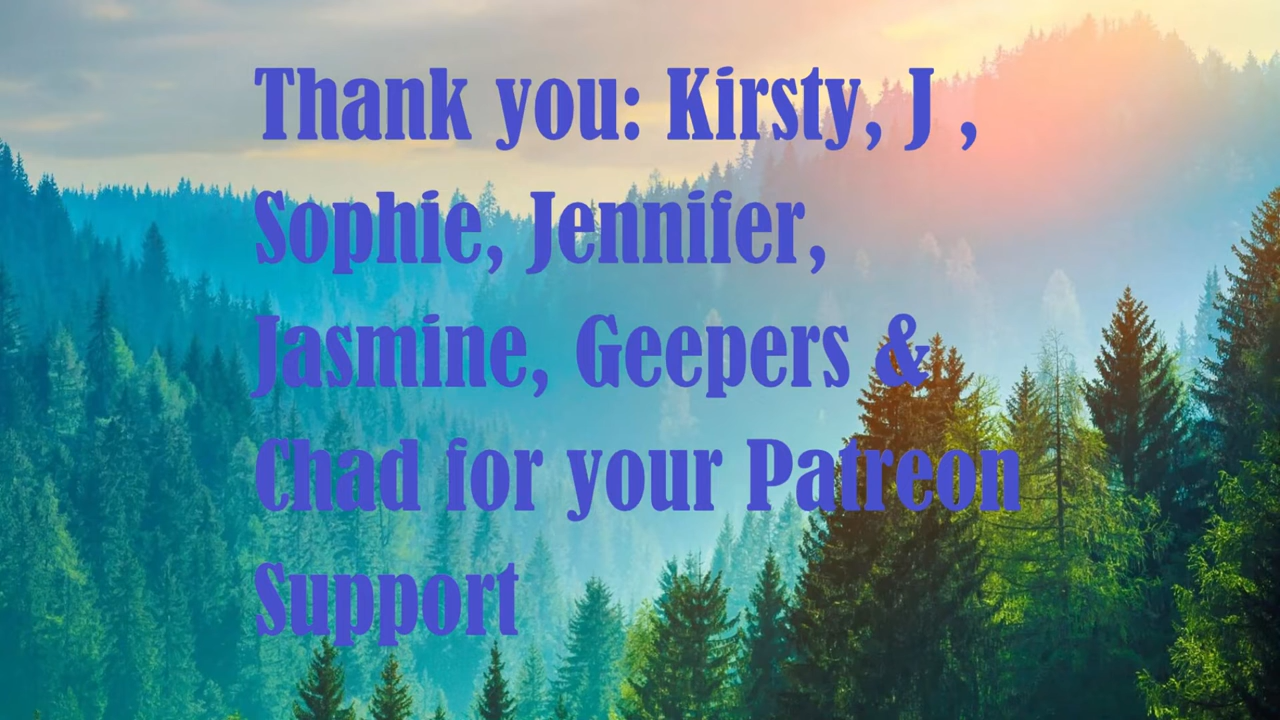 Thank you: Kirsty, J ,
Sophie, Jennifer,
Jasmine, Geepers &
Chad for your Patreon
Support